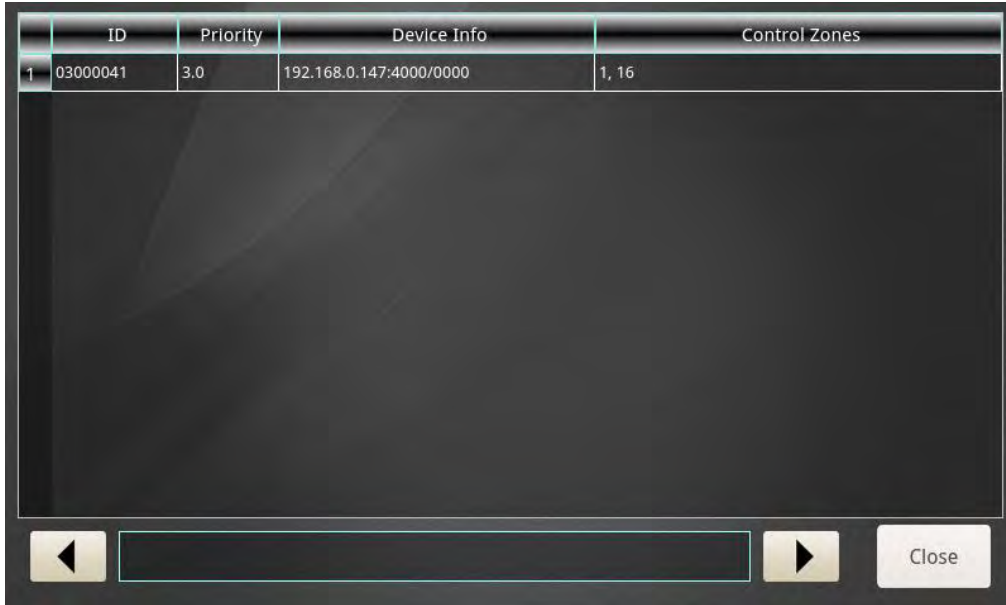 ID Priority Device Info Control Zones
1 03000041 3.0 192.168.0.147:4000/0000 1, 16
Close